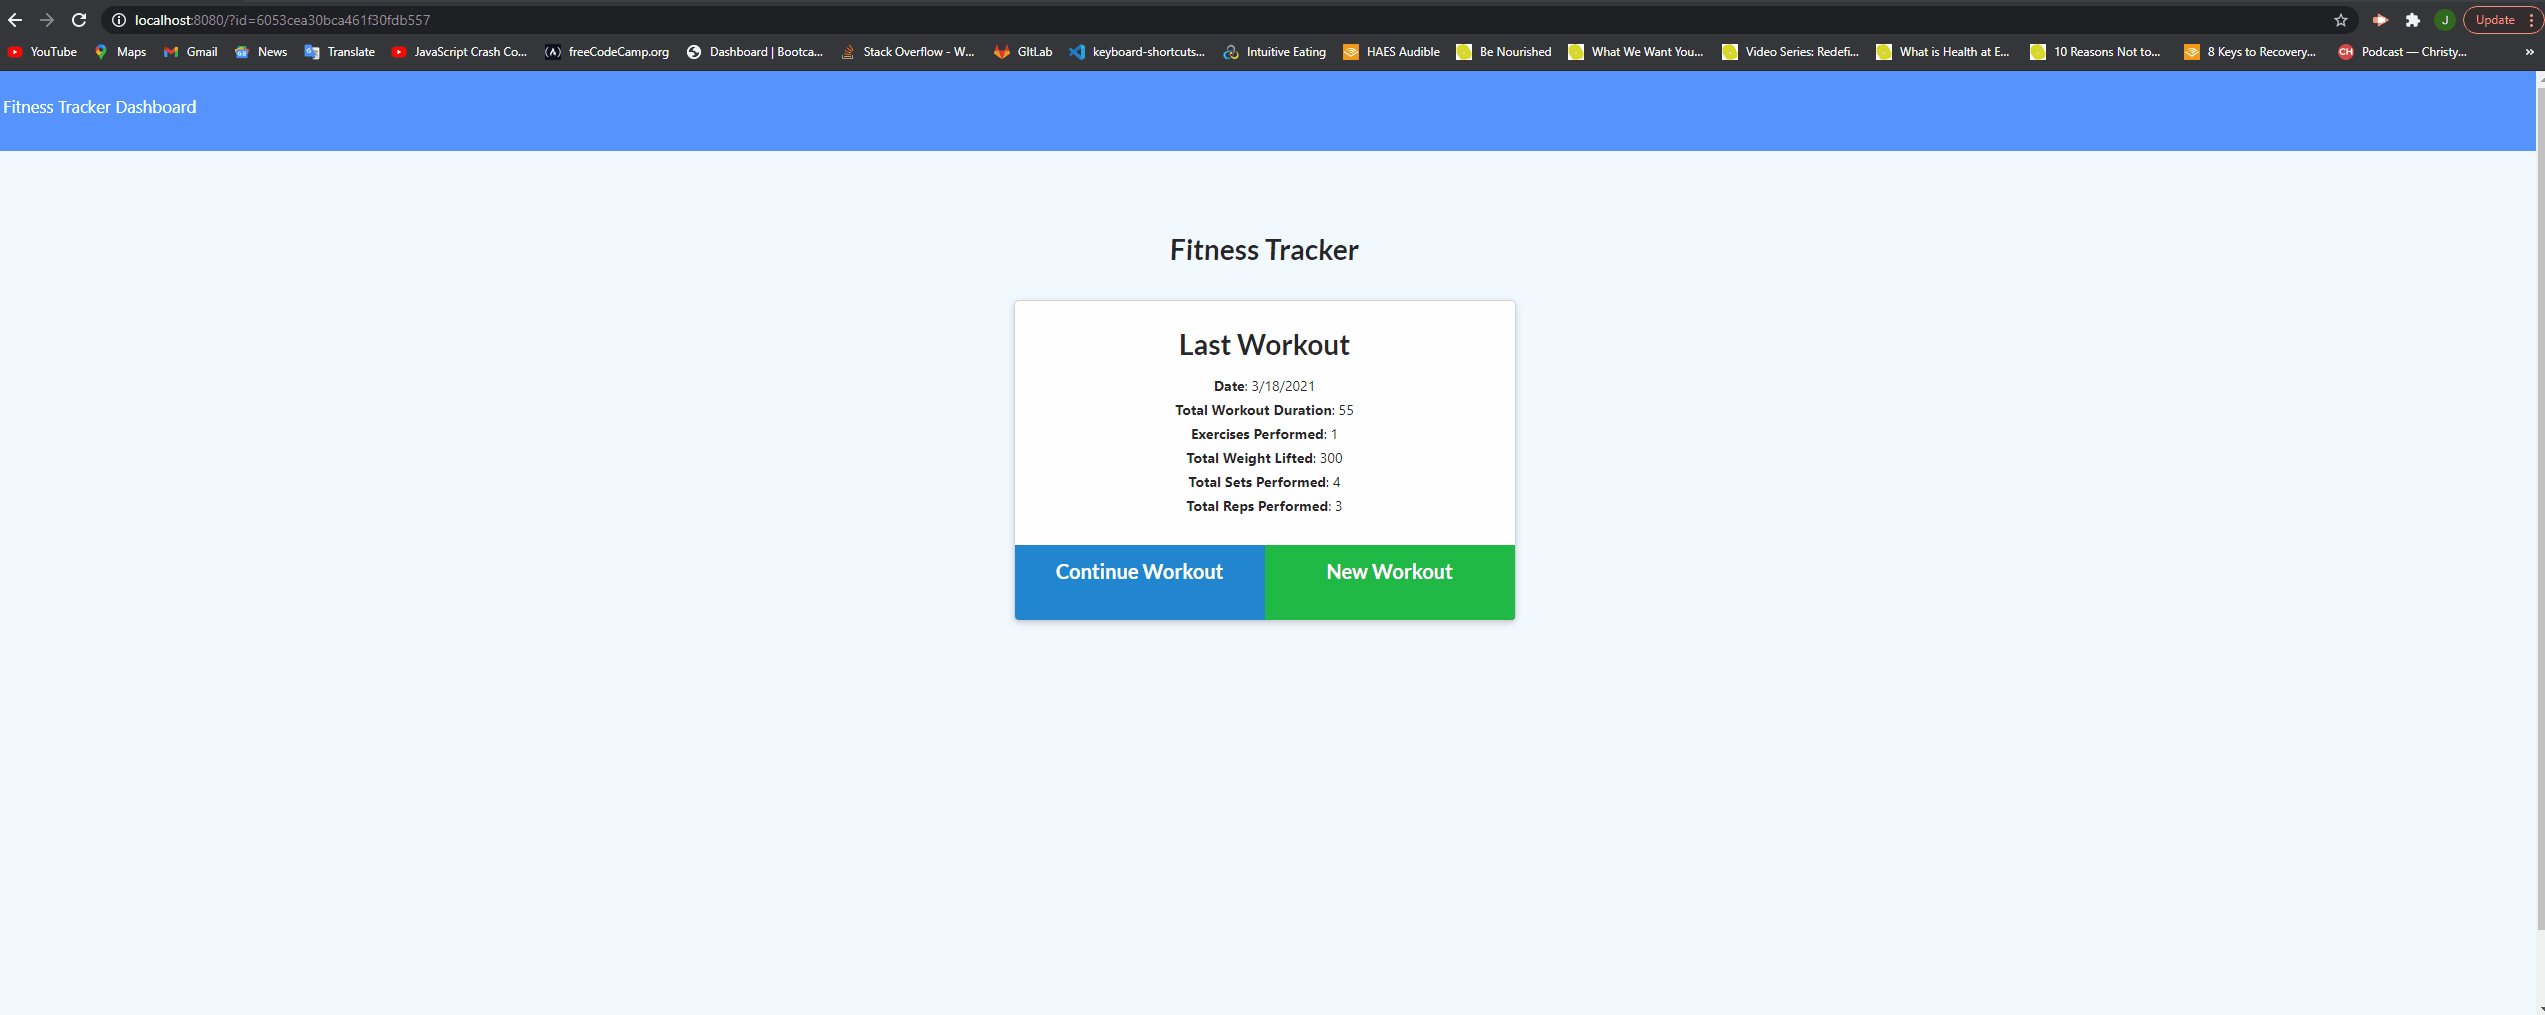 localhost:8080/?id=6053cea30bca461f30fdb557
J
Update
YouTube Maps Gmail News Translate JavaScript Crash Co... freeCodeCamp.org Dashboard | Bootca... Stack Overflow - W... GItLab keyboard-shortcuts... Intuitive Eating HAES Audible Be Nourished What We Want You... Video Series: Redefi... What is Health at E... 10 Reasons Not to... 8 Keys to Recovery... CH Podcast — Christy... »
Fitness Tracker Dashboard
Fitness Tracker
Last Workout
Date: 3/18/2021
Total Workout Duration: 55
Exercises Performed: 1
Total Weight Lifted: 300
Total Sets Performed: 4
Total Reps Performed: 3
Continue Workout New Workout